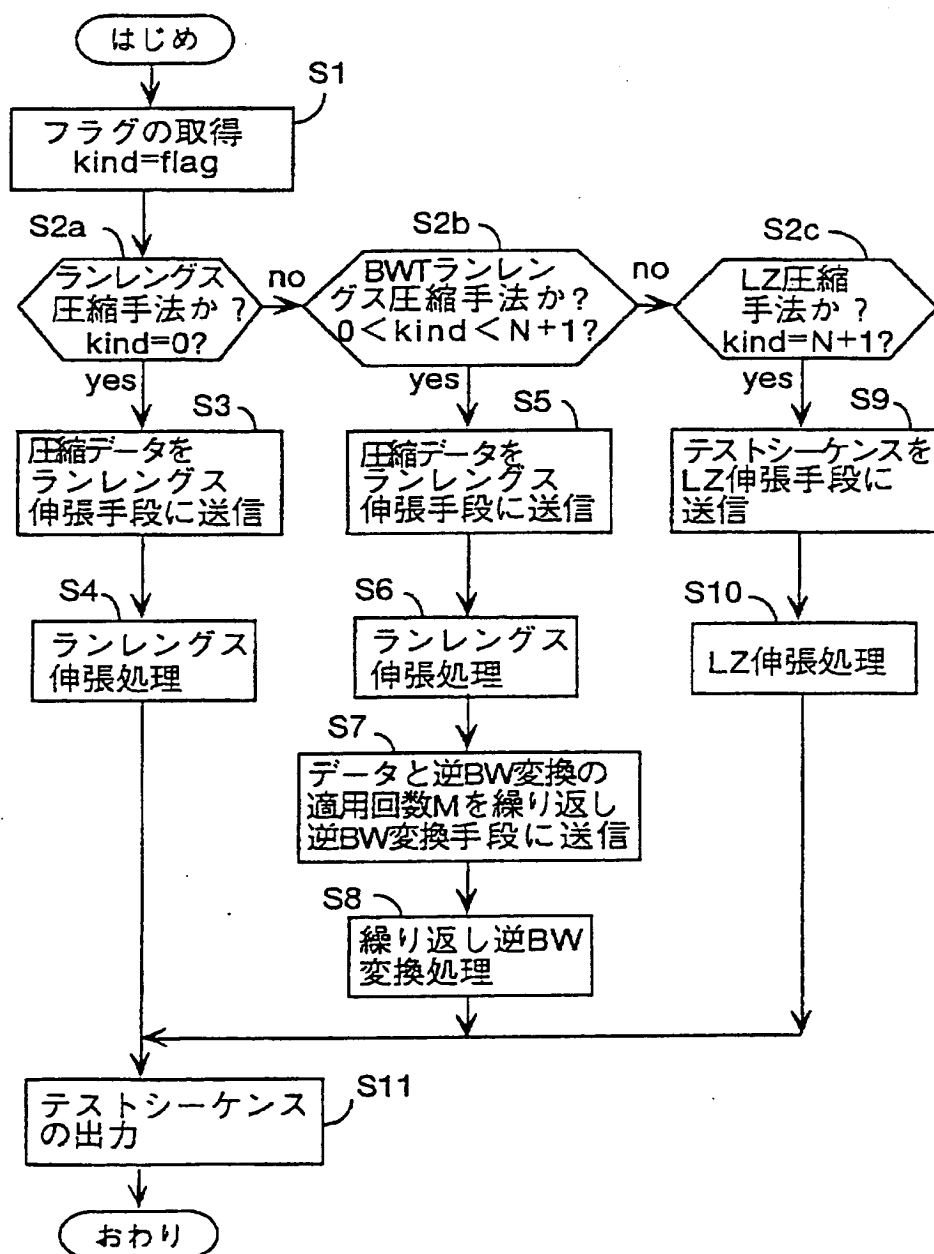 はじめ
S1
フラグの取得
kind=flag
S2a
ランレングス
圧縮手法か？
kind=0?
no
yes
S2b
BWTランレン
グス圧縮手法か？
0<kind<N+1?
no
yes
S2c
LZ圧縮
手法か？
kind=N+1?
yes
S3
圧縮データを
ランレングス
伸張手段に送信
S5
圧縮データを
ランレングス
伸張手段に送信
S9
テストシーケンスを
LZ伸張手段に
送信
S4
ランレングス
伸張処理
S6
ランレングス
伸張処理
S10
LZ伸張処理
S7
データと逆BW変換の
適用回数Mを繰り返し
逆BW変換手段に送信
S8
繰り返し逆BW
変換処理
S11
テストシーケンス
の出力
おわり